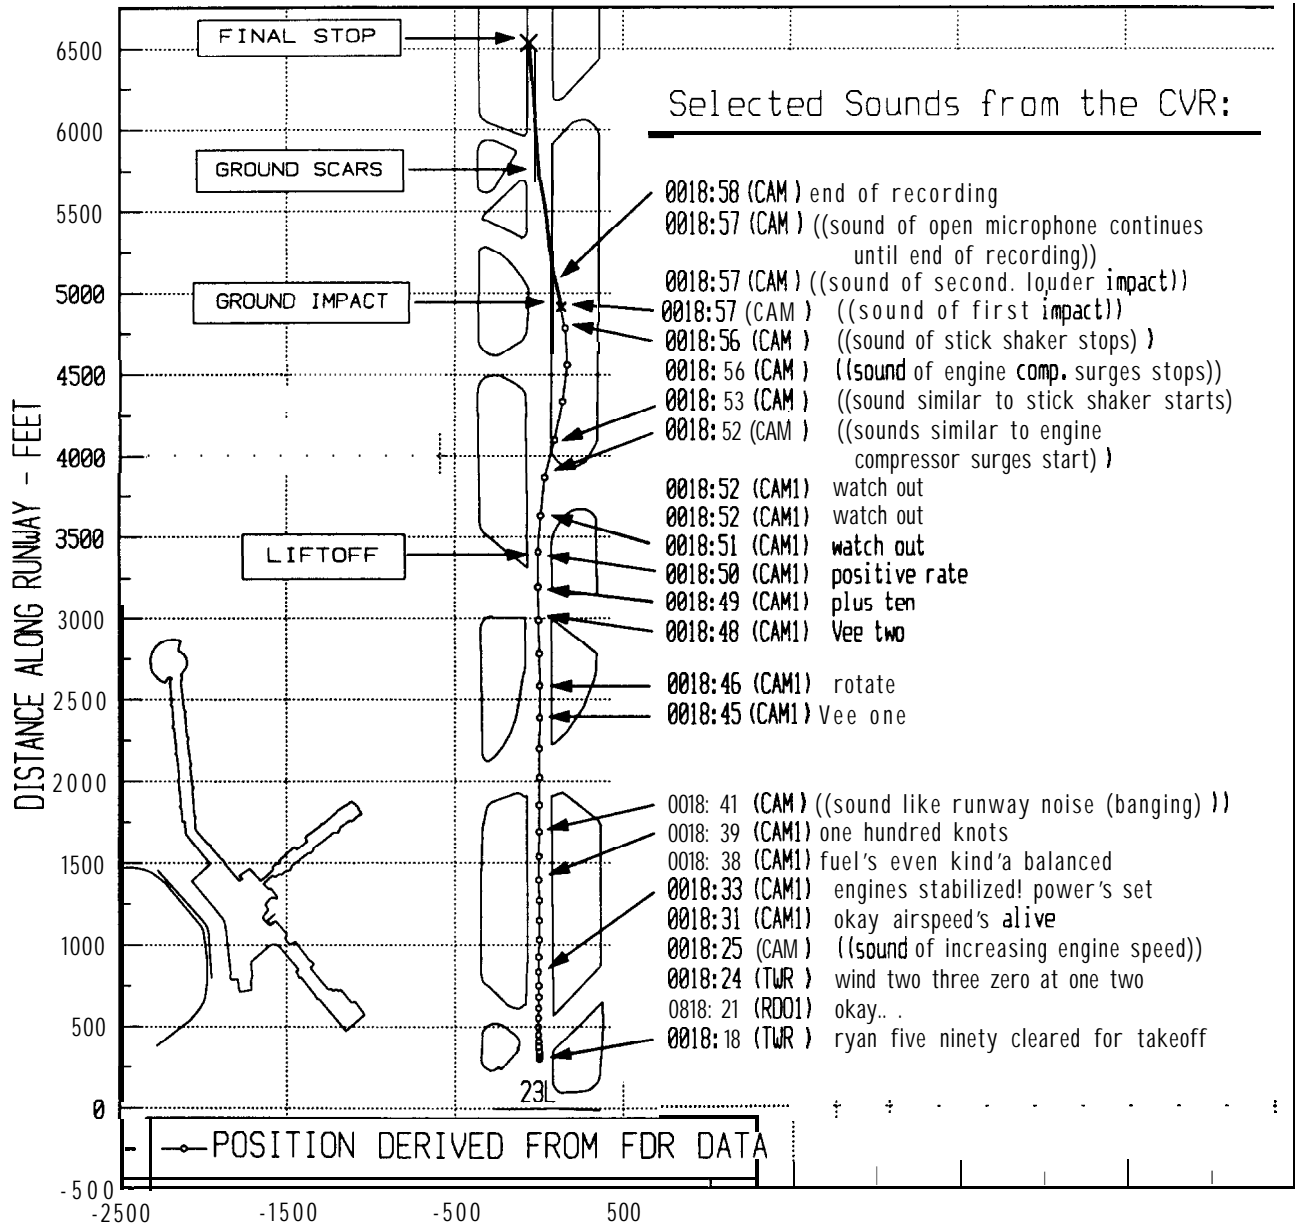 FINAL STOP
GROUND SCARS
GROUND IMPACT
LIFTOFF
Selected Sounds from the CVR:
0018:58 (CAM ) end of recording
0018:57 (CAM ) ((sound of open microphone continues
until end of recording))
0018:57 (CAM ) ((sound of second. louder impact))
0018:57 (CAM ) ((sound of first impact))
0018:56 (CAM ) ((sound of stick shaker stops) )
0018: 56 (CAM ) ((sound of engine comp. surges stops))
0018: 53 (CAM ) ((sound similar to stick shaker starts)
0018: 52 (CAM ) ((sounds similar to engine
compressor surges start) )
0018:52 (CAM1) watch out
0018:52 (CAM1) watch out
0018:51 (CAM1) watch out
0018:50 (CAM1) positive rate
0018:49 (CAM1) plus ten
0018:48 (CAM1) Vee two
0018:46 (CAM1) rotate
0018:45 (CAM1) Vee one
0018: 41 (CAM ) ((sound like runway noise (banging) ))
0018: 39 (CAM1) one hundred knots
0018: 38 (CAM1) fuel's even kind'a balanced
0018:33 (CAM1) engines stabilized! power's set
0018:31 (CAM1) okay airspeed's alive
0018:25 (CAM ) ((sound of increasing engine speed))
0018:24 (TWR ) wind two three zero at one two
0818: 21 (RDO1) okay.. .
0018: 18 (TWR ) ryan five ninety cleared for takeoff
DISTANCE ALONG RUNWAY - FEET
6500
6000
5500
5000
4500
4000
3500
3000
2500
2000
1500
1000
500
0
-500
23L
POSITION DERIVED FROM FDR DATA
-2500 -1500 -500 500